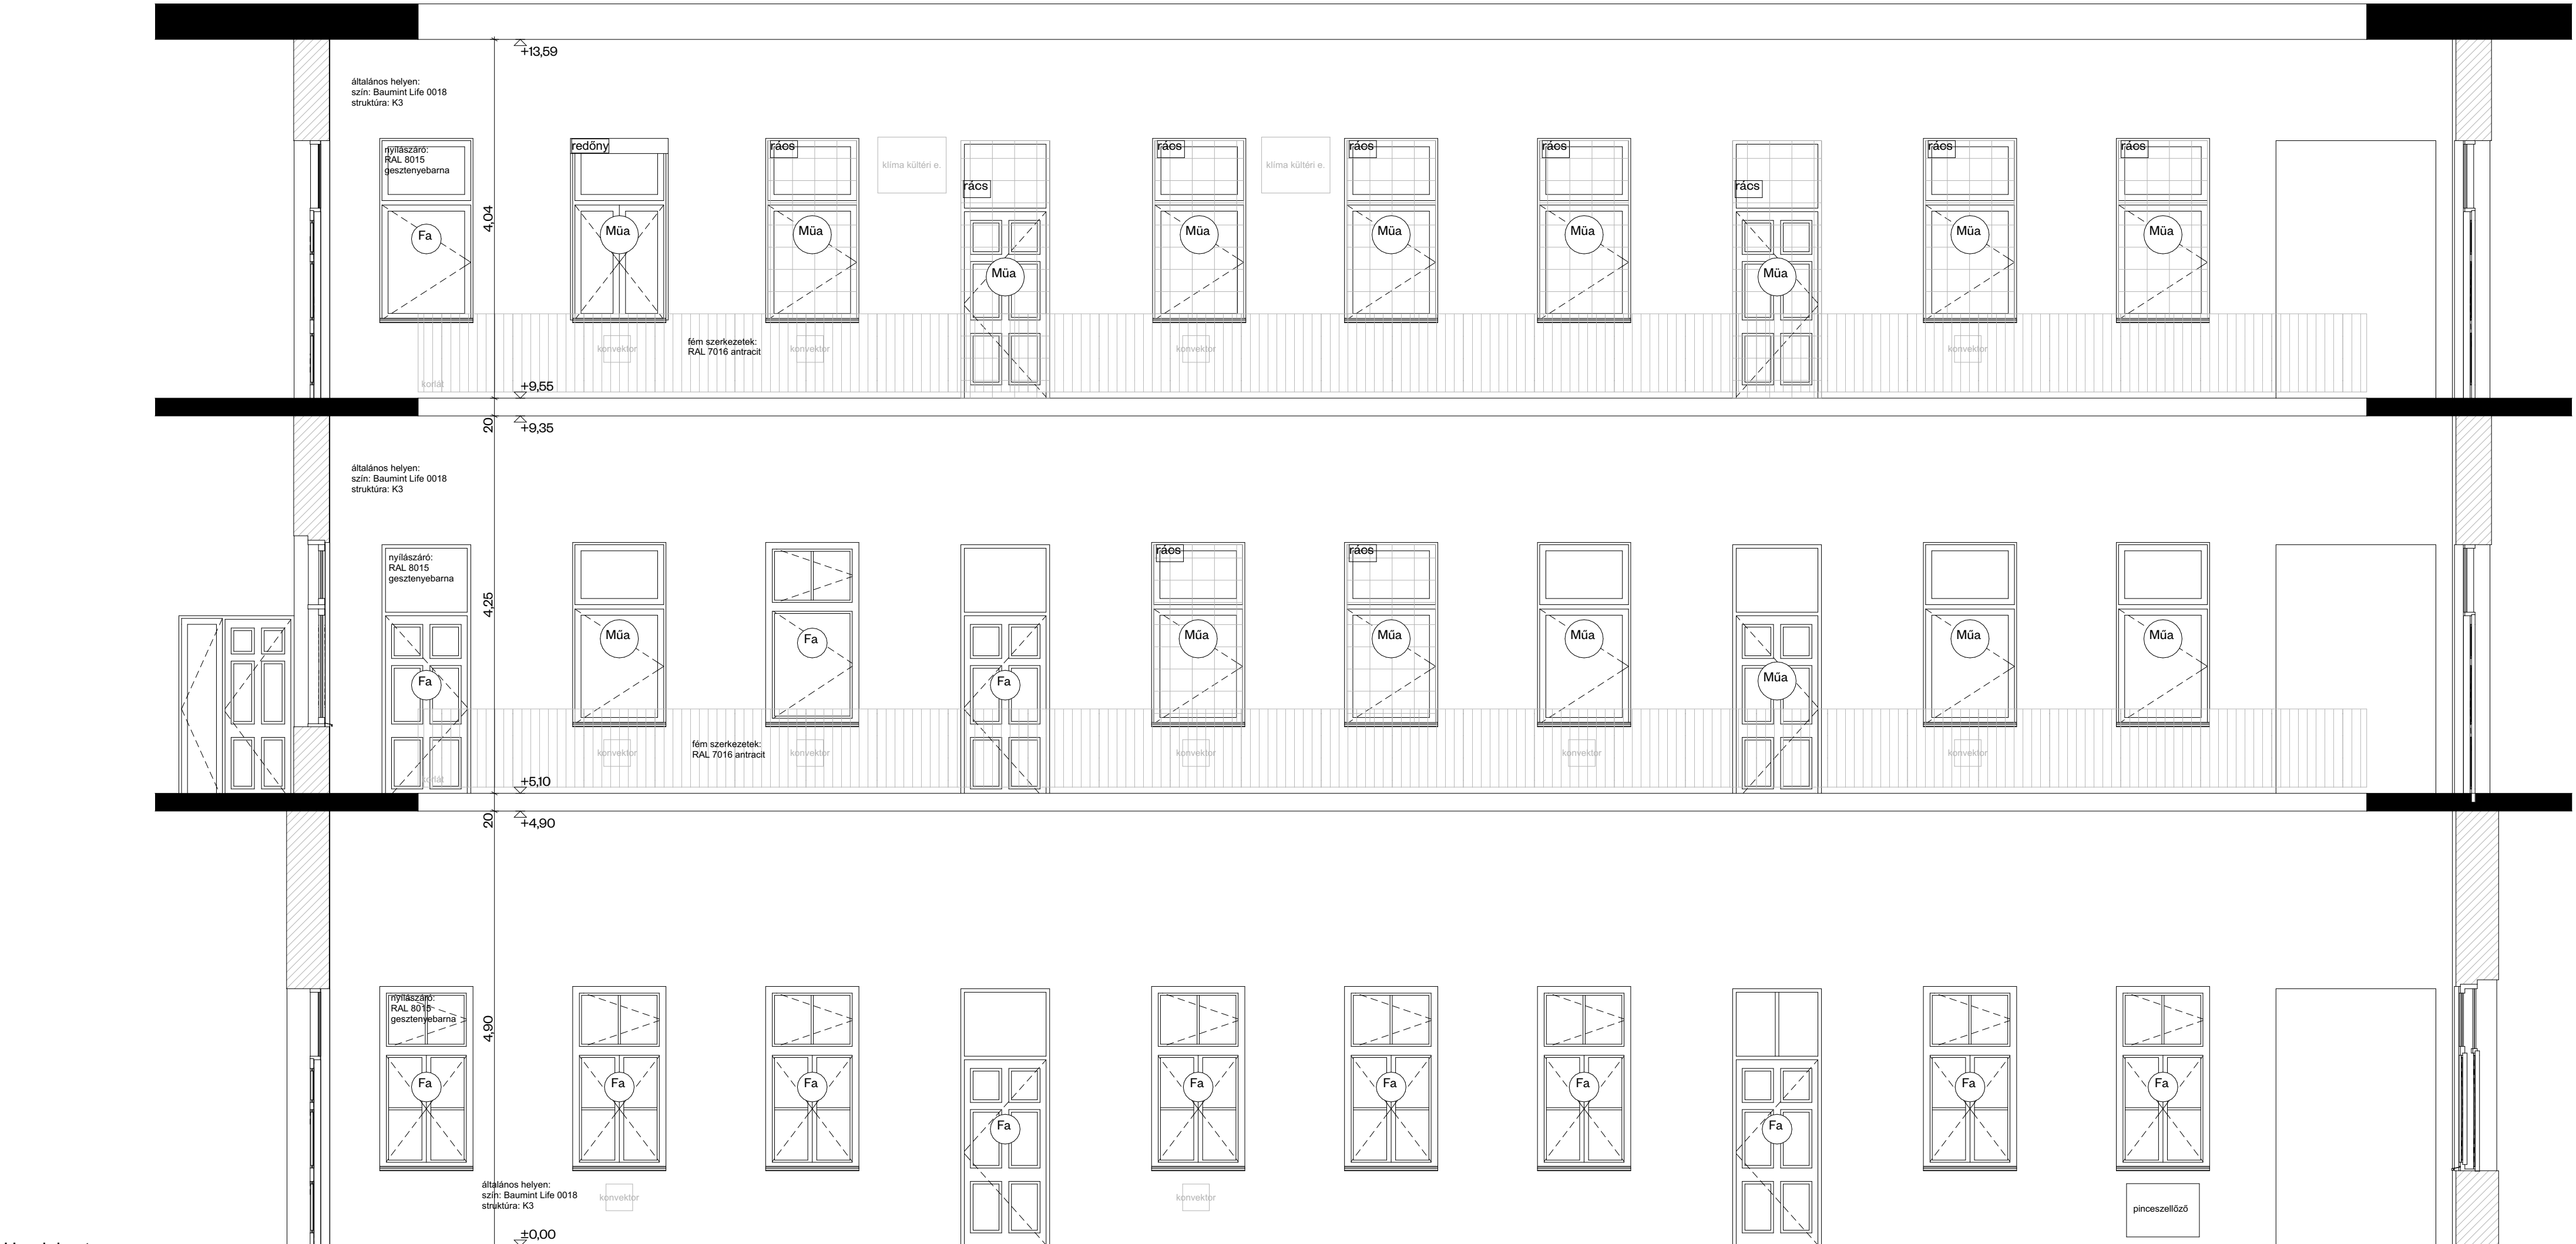 +13,59
általános helyen:
szín: Baumint Life 0018
struktúra: K3
nyílászáró:
RAL 8015
gesztenyebarna
redőny
rács
klíma kültéri e.
rács
rács
klíma kültéri e.
rács
rács
rács
rács
rács
4,04
Fa
Műa
Műa
Műa
Műa
Műa
Műa
Műa
Műa
Műa
konvektor
fém szerkezetek:
RAL 7016 antracit
konvektor
konvektor
konvektor
korlát
+9,55
20
+9,35
általános helyen:
szín: Baumint Life 0018
struktúra: K3
nyílászáró:
RAL 8015
gesztenyebarna
rács
rács
4,25
Fa
Műa
Fa
Fa
Műa
Műa
Műa
Műa
Műa
Műa
konvektor
fém szerkezetek:
RAL 7016 antracit
konvektor
konvektor
konvektor
konvektor
korlát
+5,10
20
+4,90
nyílászáró:
RAL 8015
gesztenyebarna
4,90
Fa
Fa
Fa
Fa
Fa
Fa
Fa
Fa
Fa
Fa
általános helyen:
szín: Baumint Life 0018
struktúra: K3
konvektor
konvektor
pinceszellőző
±0,00